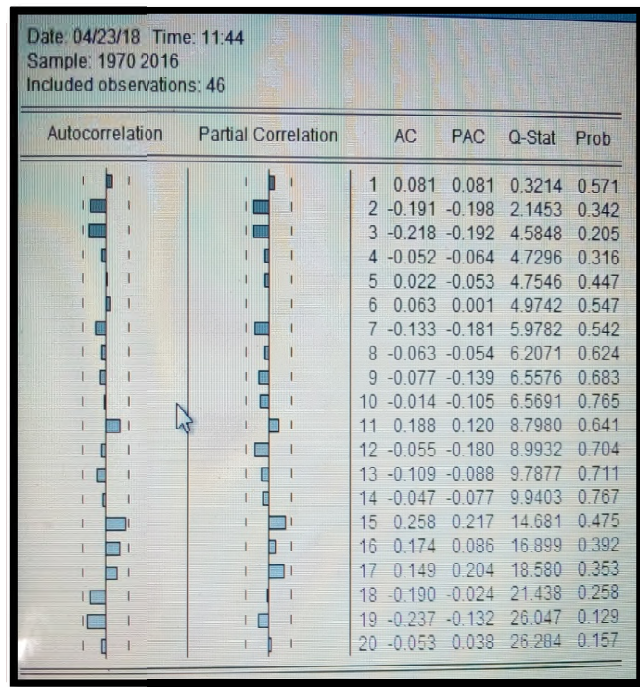 Date: 04/23/18 Time: 11:44
Sample: 1970 2016
Included observations: 46
Autocorrelation Partial Correlation AC PAC Q-Stat Prob
1 0.081 0.081 0.3214 0.571
2 -0.191 -0.198 2.1453 0.342
3 -0.218 -0.192 4.5848 0.205
4 -0.052 -0.064 4.7296 0.316
5 0.022 -0.053 4.7546 0.447
6 0.063 0.001 4.9742 0.547
7 -0.133 -0.181 5.9782 0.542
8 -0.063 -0.054 6.2071 0.624
9 -0.077 -0.139 6.5576 0.683
10 -0.014 -0.105 6.5691 0.765
11 0.188 0.120 8.7980 0.641
12 -0.055 -0.180 8.9932 0.704
13 -0.109 -0.088 9.7877 0.711
14 -0.047 -0.077 9.9403 0.767
15 0.258 0.217 14.681 0.475
16 0.174 0.086 16.899 0.392
17 0.149 0.204 18.580 0.353
18 -0.190 -0.024 21.438 0.258
19 -0.237 -0.132 26.047 0.129
20 -0.053 0.038 26.284 0.157